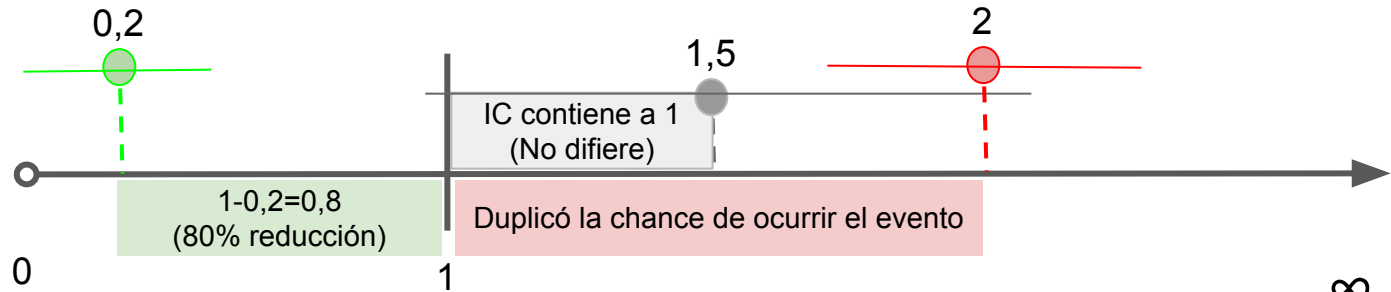 0,2
2
1,5
IC contiene a 1
(No difiere)
1-0,2=0,8
(80% reducción)
Duplicó la chance de ocurrir el evento
0
1
∞